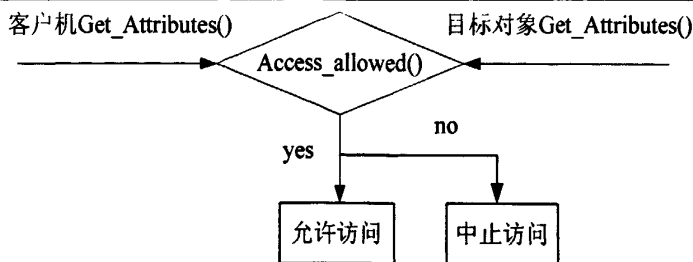 客户机Get_Attributes()
目标对象Get_Attributes()
Access_allowed()
no
yes
允许访问
中止访问